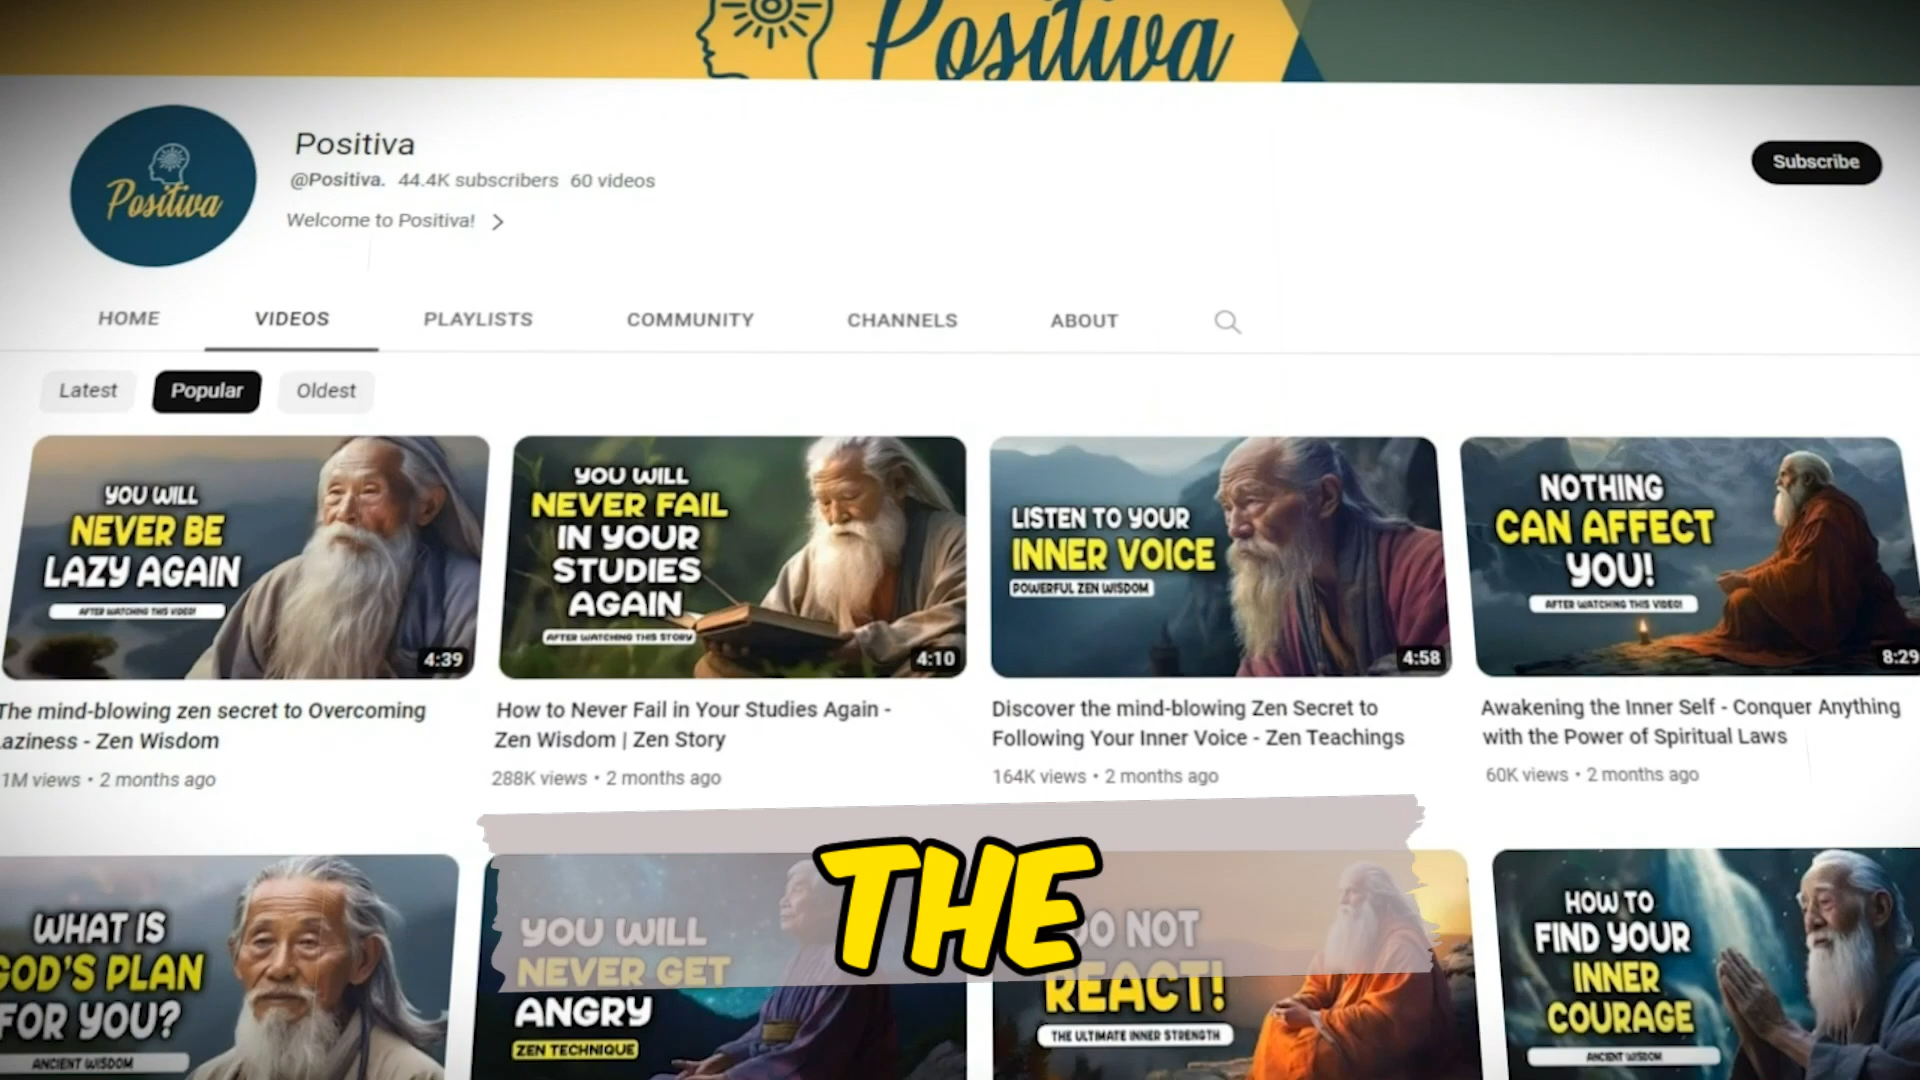 Positiva
Positiva
Positiva
@Positiva. 44.4K subscribers 60 videos
Welcome to Positiva!
Subscribe
HOME VIDEOS PLAYLISTS COMMUNITY CHANNELS ABOUT
Latest Popular Oldest
YOU WILL
NEVER BE
LAZY AGAIN
AFTER WATCHING THIS VIDEO!
4:39
YOU WILL
NEVER FAIL
IN YOUR
STUDIES
AGAIN
AFTER WATCHING THIS STORY
4:10
LISTEN TO YOUR
INNER VOICE
POWERFUL ZEN WISDOM
4:58
NOTHING
CAN AFFECT
YOU!
AFTER WATCHING THIS VIDEO!
8:29
The mind-blowing zen secret to Overcoming
aziness - Zen Wisdom
1M views • 2 months ago
How to Never Fail in Your Studies Again -
Zen Wisdom | Zen Story
288K views • 2 months ago
Discover the mind-blowing Zen Secret to
Following Your Inner Voice - Zen Teachings
164K views • 2 months ago
Awakening the Inner Self - Conquer Anything
with the Power of Spiritual Laws
60K views • 2 months ago
WHAT IS
GOD'S PLAN
FOR YOU?
ANCIENT WISDOM
YOU WILL
NEVER GET
ANGRY
ZEN TECHNIQUE
THE
DO NOT
REACT!
THE ULTIMATE INNER STRENGTH
HOW TO
FIND YOUR
INNER
COURAGE
ANCIENT WISDOM